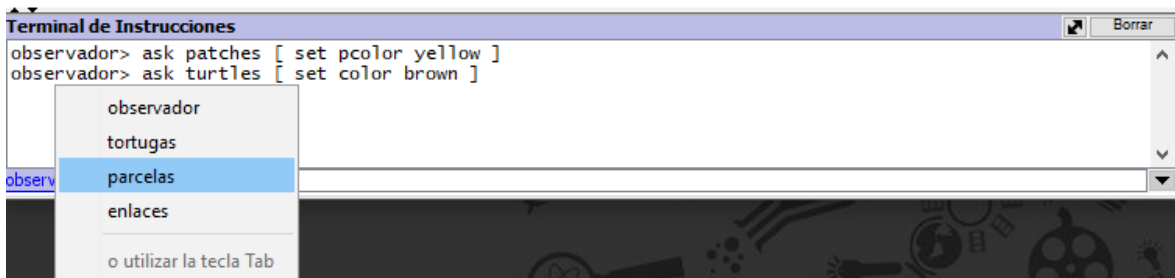 Terminal de Instrucciones
Borrar
observador> ask patches [ set pcolor yellow ]
observador> ask turtles [ set color brown ]
observador
tortugas
parcelas
observ
enlaces
o utilizar la tecla Tab